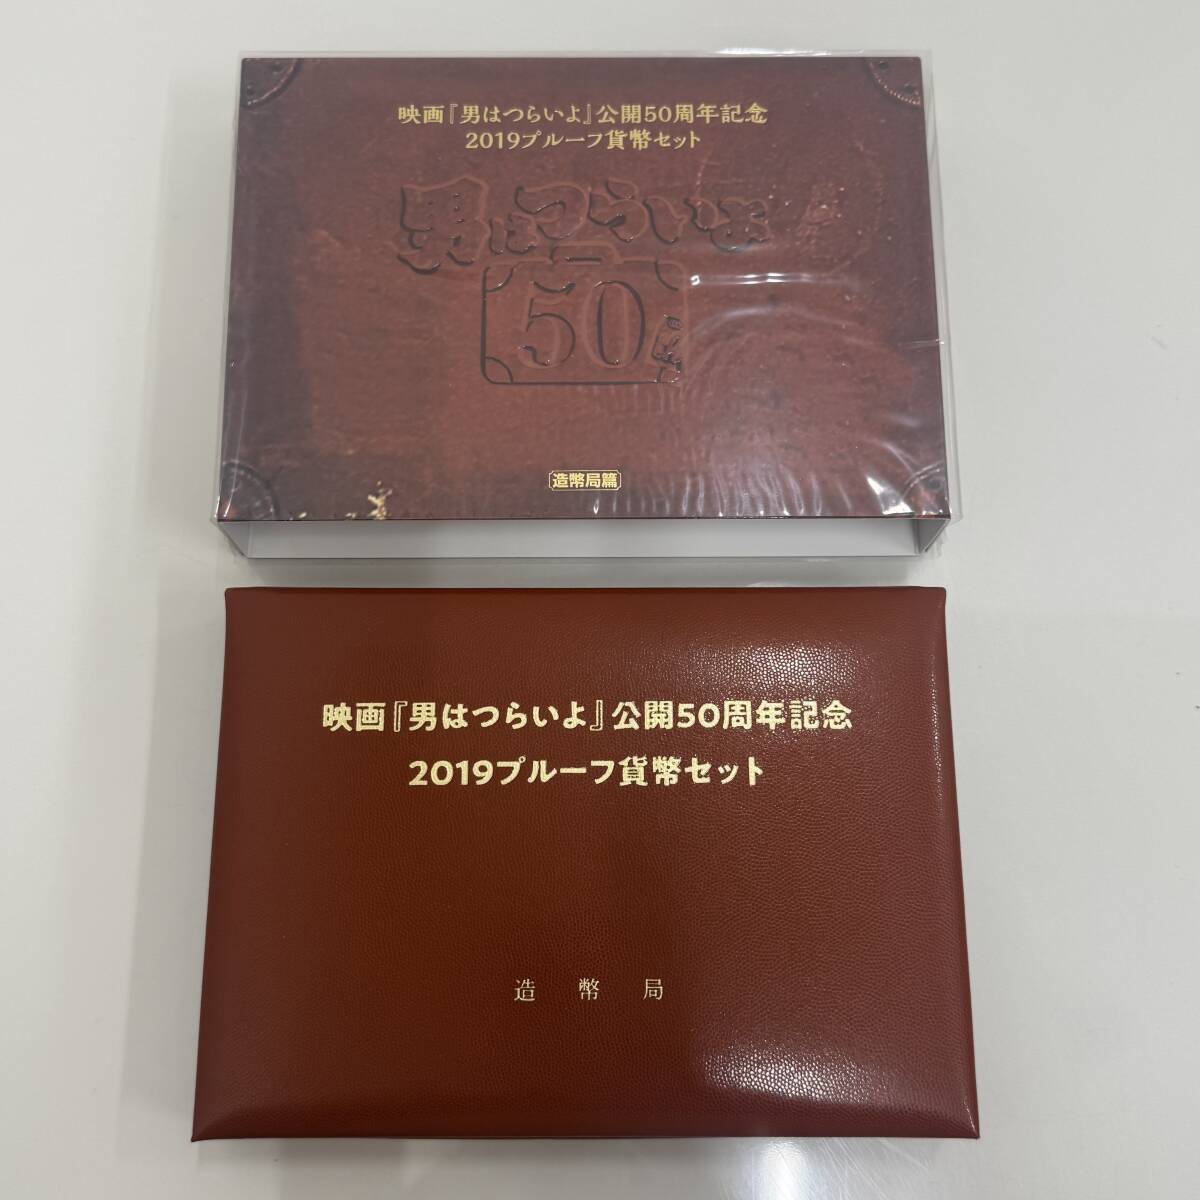 映画『男はつらいよ』公開50周年記念
2019プルーフ貨幣セット
男はつらいよ
50
造幣局篇
映画『男はつらいよ』公開50周年記念
2019プルーフ貨幣セット
造幣局